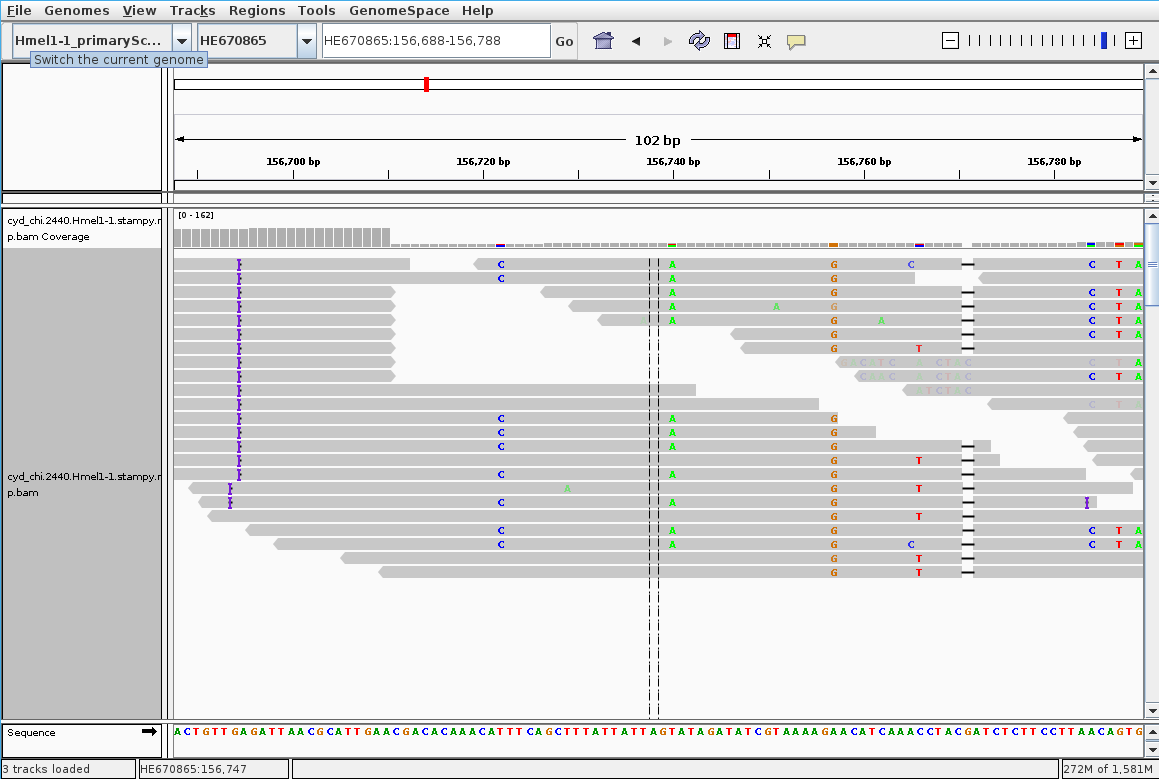 File Genomes View Tracks Regions Tools GenomeSpace Help
Hmel1-1_primarySc... HE670865 HE670865:156,688-156,788 Go
Switch the current genome
102 bp
156,700 bp 156,720 bp 156,740 bp 156,760 bp 156,780 bp
cyd_chi.2440.Hmel1-1.stampy.r
p.bam Coverage
[0 - 162]
C A G C C T A
C A G
A G C T A
A A G C T A
A G A C T A
G C T A
G T
A
C T A
C A G
C A G
C A G
G T
C A G
cyd_chi.2440.Hmel1-1.stampy.r
p.bam
A G T
C A G
G T
C A G C T A
C A G C C T A
G T
G T
Sequence
ACTGTTGAGATTAACGCATTGAACGACACAAACATTTCAGCTTTATTATTAGTATAGATATCGTAAAAGAACATCAAACCTACGATCTCTTCCTTAACAGTG
3 tracks loaded HE670865:156,747 272M of 1,581M